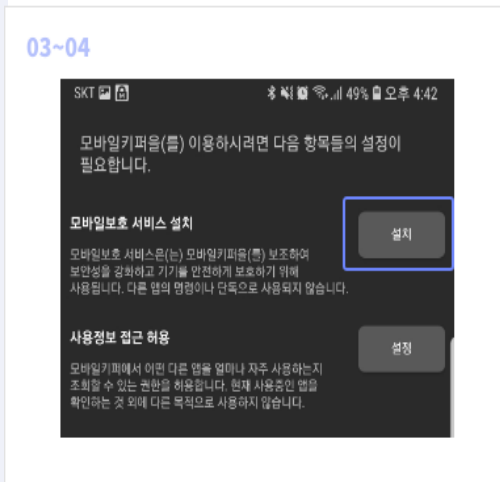 03~04
SKT 49% 오후 4:42
모바일키퍼을(를) 이용하시려면 다음 항목들의 설정이
필요합니다.
모바일보호 서비스 설치
설치
모바일보호 서비스은(는) 모바일키퍼을(를) 보조하여
보안성을 강화하고 기기를 안전하게 보호하기 위해
사용됩니다. 다른 앱의 명령이나 단독으로 사용되지 않습니다.
사용정보 접근 허용
설정
모바일키퍼에서 어떤 다른 앱을 얼마나 자주 사용하는지
조회할 수 있는 권한을 허용합니다. 현재 사용중인 앱을
확인하는 것 외에 다른 목적으로 사용하지 않습니다.